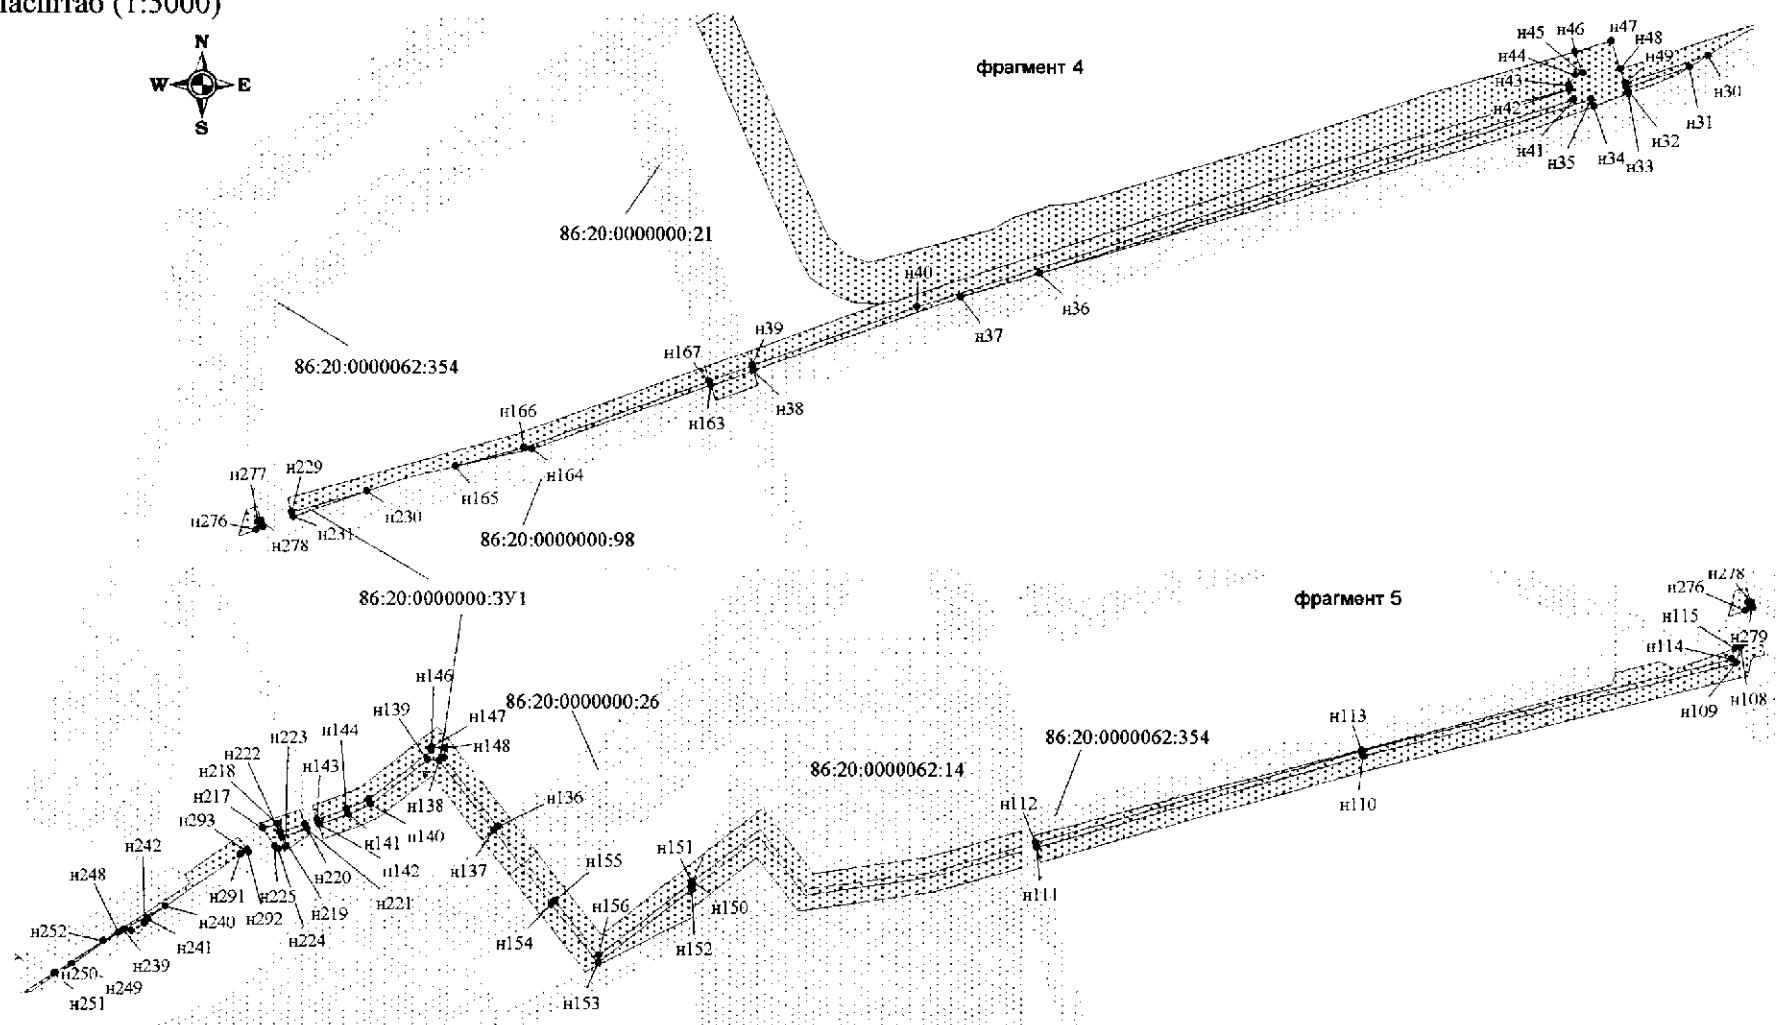 (1:5000)
N
W E
S
фрагмент 4
н46
н47
н45
н48
н44
н49
н43
н42
н30
н31
н32
н41
н35
н34
н33
86:20:0000000:21
н40
н36
н37
н39
86:20:0000062:354
н167
н38
н163
н166
н164
н165
н277
н229
н230
н276
н231
н278
86:20:0000000:98
86:20:0000000:ЗУ1
фрагмент 5
н278
н276
н115
н279
н114
н109
н108
н146
86:20:0000000:26
н139
н147
н144
н148
н223
н222
н143
н218
н217
н113
86:20:0000062:354
86:20:0000062:14
н138
н136
н110
н112
н293
н242
н140
н141
н137
н142
н155
н151
н111
н248
н291
н225
н220
н221
н240
н292
н219
н156
н150
н252
н241
н224
н154
н152
н239
н250
н249
н251
н153